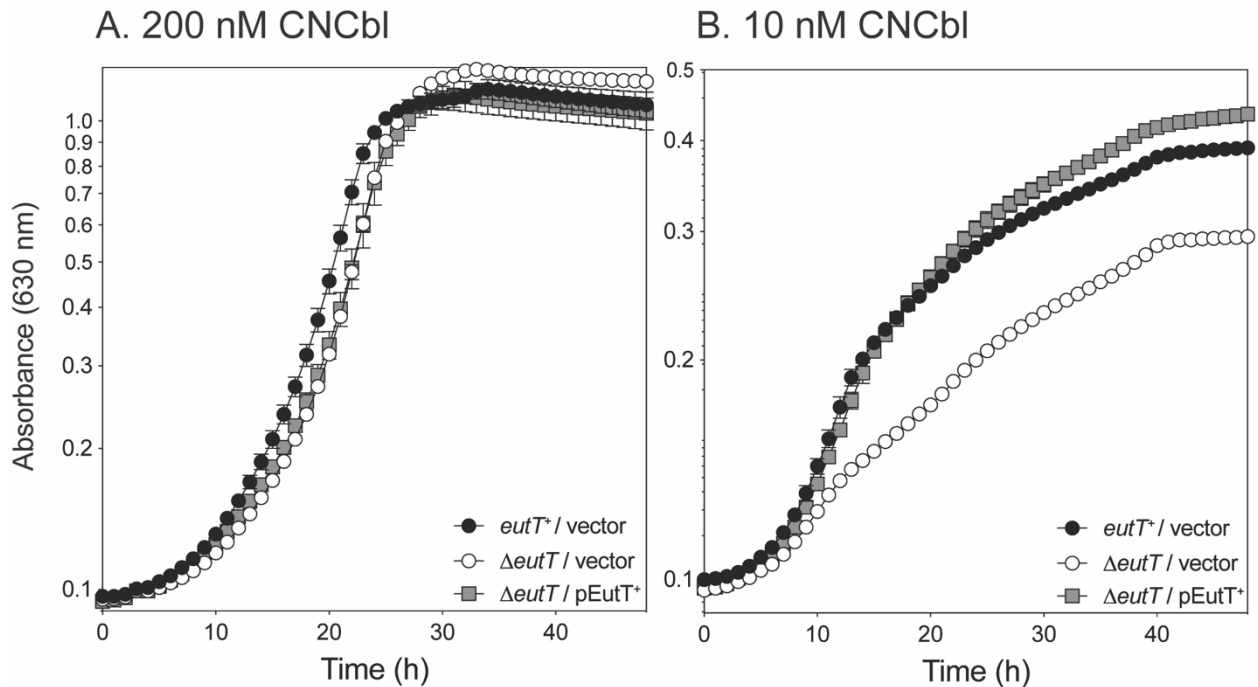 A. 200 nM CNCbl
B. 10 nM CNCbl
Absorbance (630 nm)
1.0
0.9
0.8
0.7
0.6
0.5
0.4
0.3
0.2
0.1
eutT⁺ / vector
ΔeutT / vector
ΔeutT / pEutT⁺
0
10
20
30
40
Time (h)
0.5
0.4
0.3
0.2
0.1
eutT⁺ / vector
ΔeutT / vector
ΔeutT / pEutT⁺
0
10
20
30
40
Time (h)